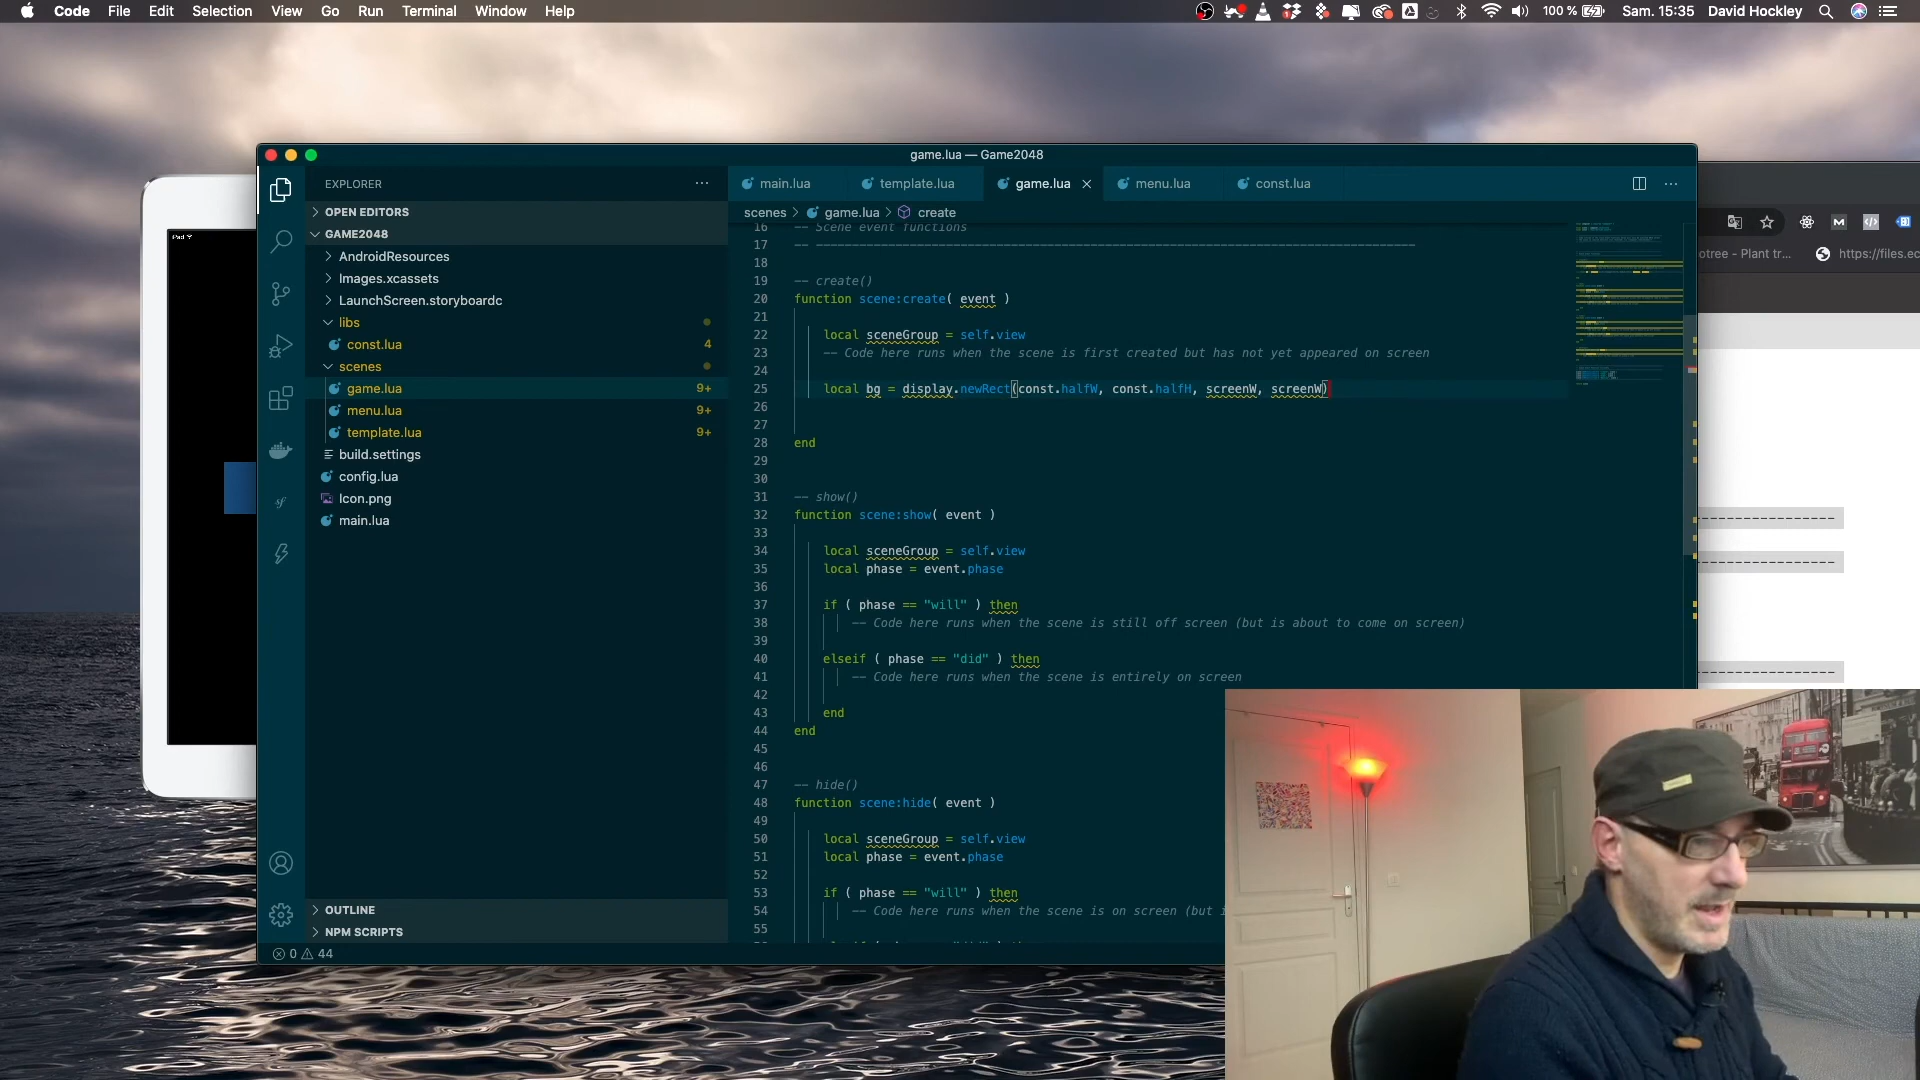 Code File Edit Selection View Go Run Terminal Window Help
100 % Sam. 15:35 David Hockley
game.lua — Game2048
EXPLORER
OPEN EDITORS
GAME2048
AndroidResources
Images.xcassets
LaunchScreen.storyboardc
libs
const.lua 4
scenes
game.lua 9+
menu.lua 9+
template.lua 9+
build.settings
config.lua
Icon.png
main.lua
OUTLINE
NPM SCRIPTS
0 44
main.lua template.lua game.lua menu.lua const.lua
scenes game.lua create
16 -- Scene event functions
17 -- -----------------------------------------------------------------------------------
18
19 -- create()
20 function scene:create( event )
21
22 local sceneGroup = self.view
23 -- Code here runs when the scene is first created but has not yet appeared on screen
24
25 local bg = display.newRect(const.halfW, const.halfH, screenW, screenW)
26
27
28 end
29
30
31 -- show()
32 function scene:show( event )
33
34 local sceneGroup = self.view
35 local phase = event.phase
36
37 if ( phase == "will" ) then
38 -- Code here runs when the scene is still off screen (but is about to come on screen)
39
40 elseif ( phase == "did" ) then
41 -- Code here runs when the scene is entirely on screen
42
43 end
44 end
45
46
47 -- hide()
48 function scene:hide( event )
49
50 local sceneGroup = self.view
51 local phase = event.phase
52
53 if ( phase == "will" ) then
54 -- Code here runs when the scene is on screen (but
55
iPad
otree - Plant tr... https://files.ec